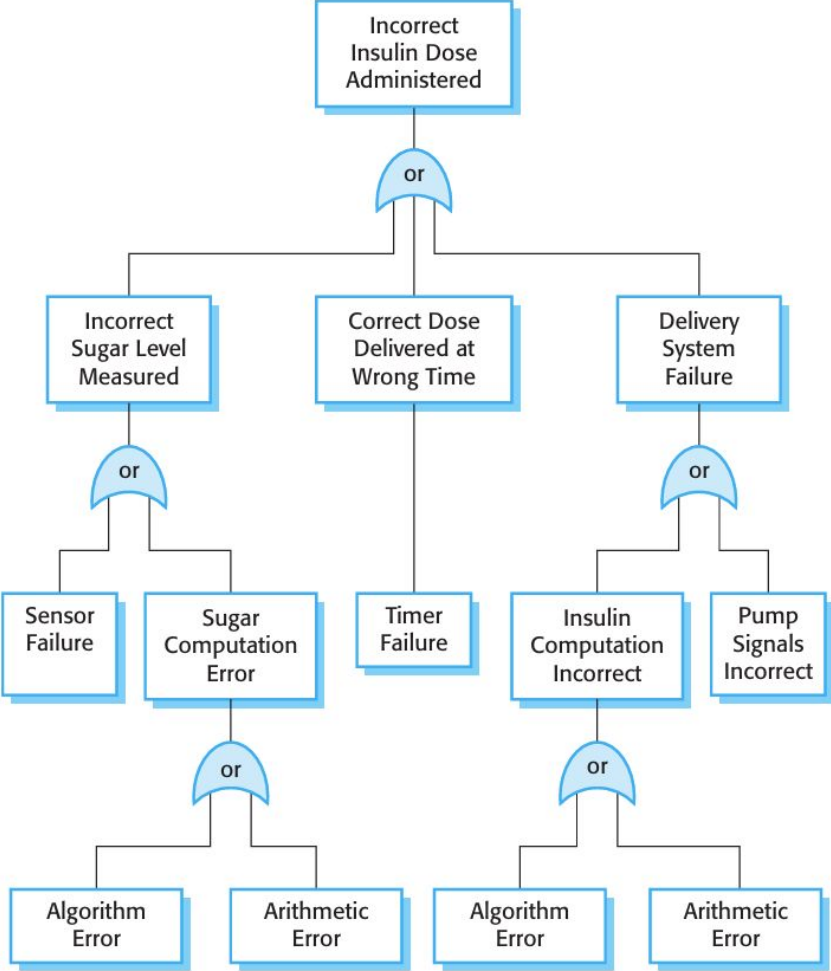 Incorrect
Insulin Dose
Administered
or
Incorrect
Sugar Level
Measured
Correct Dose
Delivered at
Wrong Time
Delivery
System
Failure
or
or
Sensor
Failure
Sugar
Computation
Error
Timer
Failure
Insulin
Computation
Incorrect
Pump
Signals
Incorrect
or
or
Algorithm
Error
Arithmetic
Error
Algorithm
Error
Arithmetic
Error